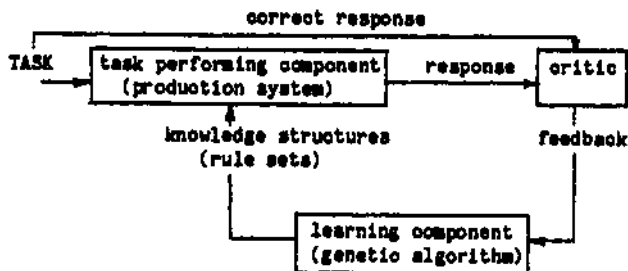 correct response
TASK
task performing component
(production system)
response
critic
knowledge structures
(rule sets)
feedback
learning component
(genetic algorithm)